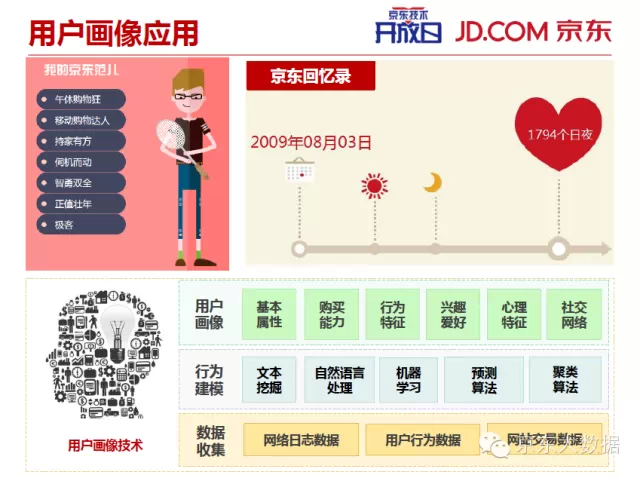 用户画像应用
京东技术
开放日
JD.COM 京东
我的京东范儿
午休购物狂
移动购物达人
持家有方
伺机而动
智勇双全
正值壮年
极客
京东回忆录
2009年08月03日
1794个日夜
用户画像技术
用户
画像
基本
属性
购买
能力
行为
特征
兴趣
爱好
心理
特征
社交
网络
行为
建模
文本
挖掘
自然语言
处理
机器
学习
预测
算法
聚类
算法
数据
收集
网络日志数据
用户行为数据
网站交易数据
京东大数据